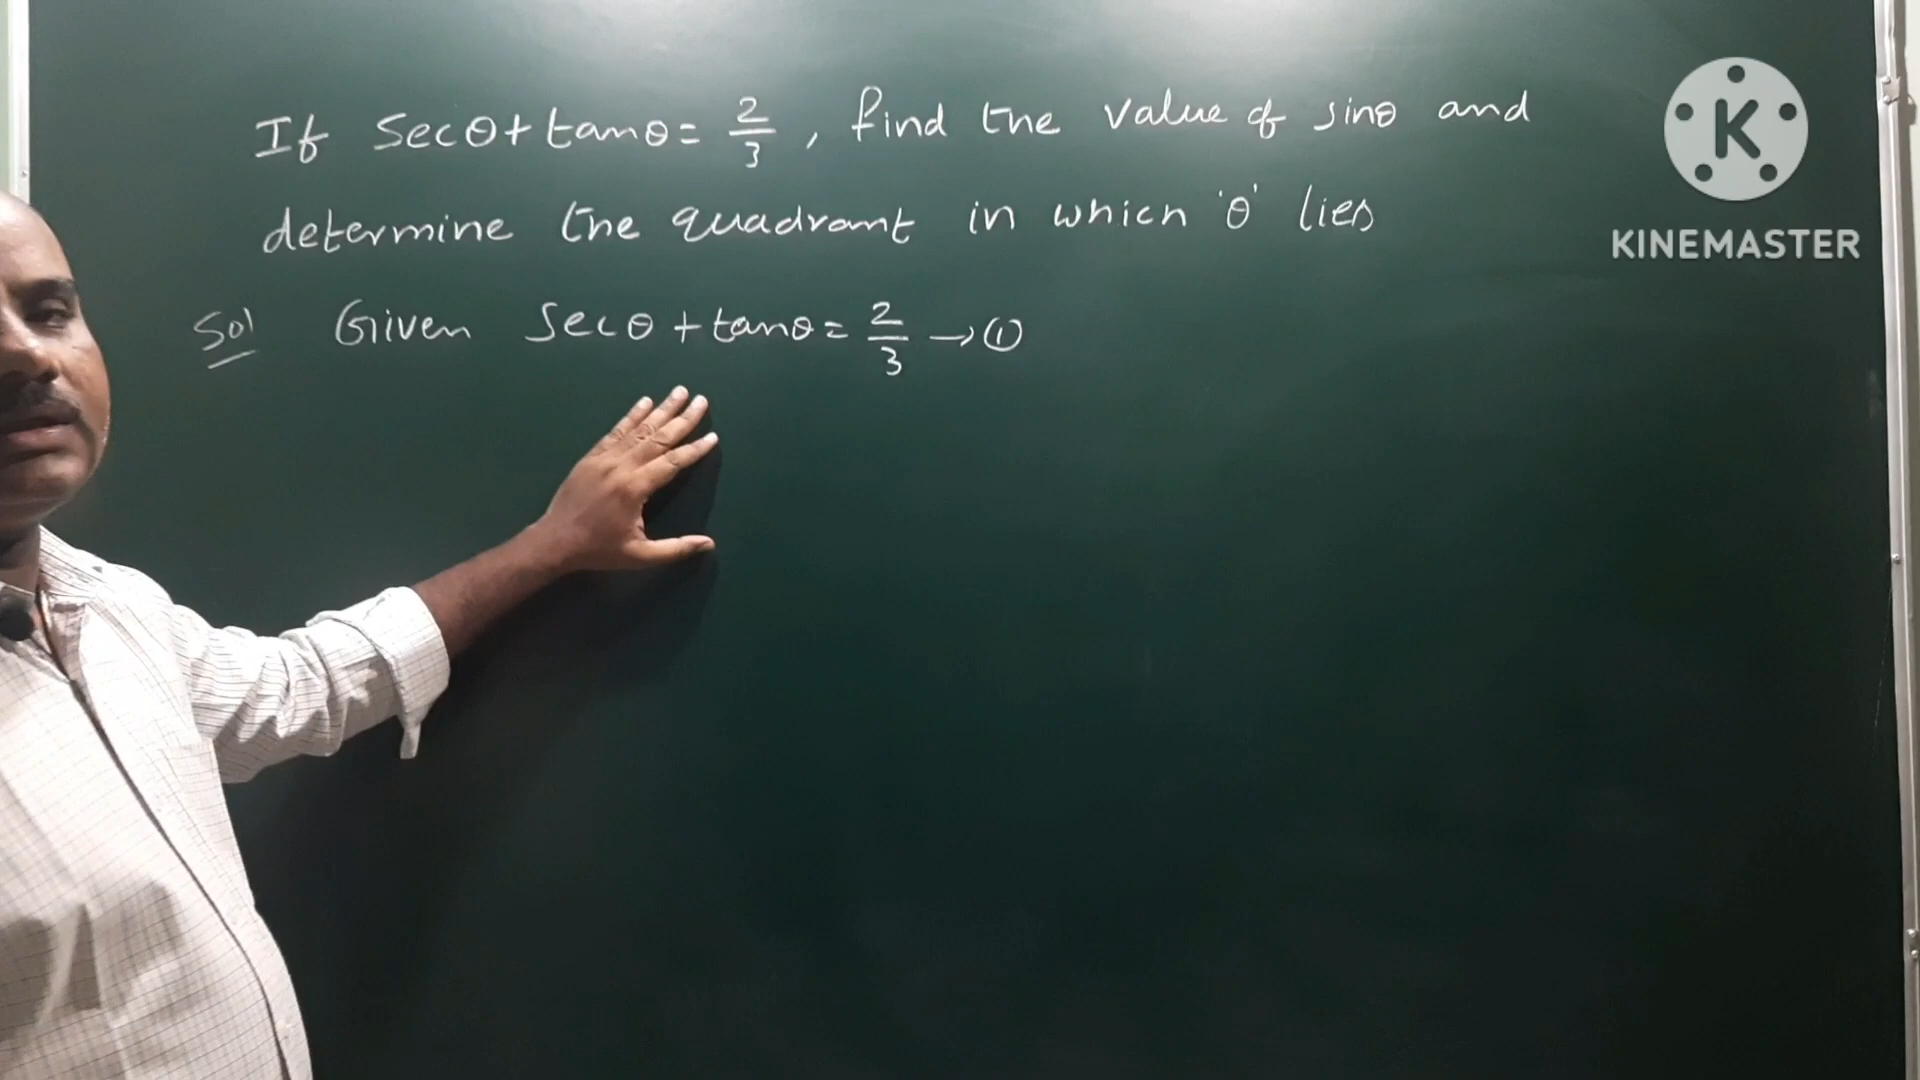 If secθ + tanθ = 2/3, find the value of sinθ and
determine the quadrant in which 'θ' lies
Sol Given secθ + tanθ = 2/3 → ①
K
KINEMASTER